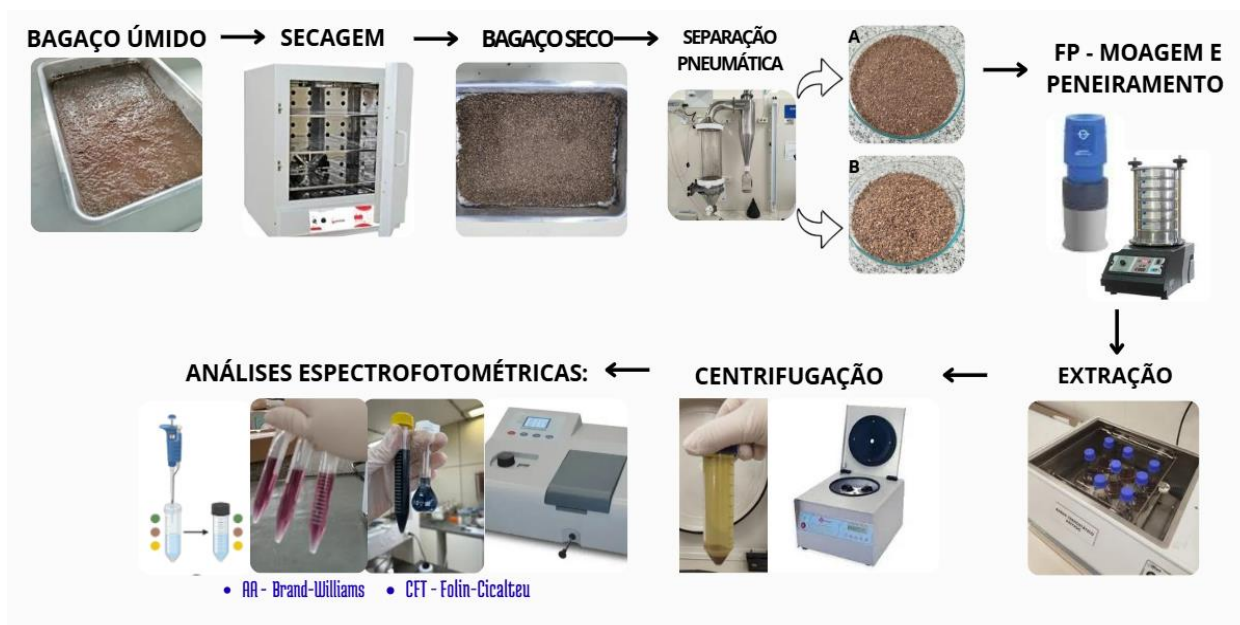 BAGAÇO ÚMIDO
SECAGEM
BAGAÇO SECO
SEPARAÇÃO
PNEUMÁTICA
A
B
FP - MOAGEM E
PENEIRAMENTO
EXTRAÇÃO
CENTRIFUGAÇÃO
ANÁLISES ESPECTROFOTOMÉTRICAS:
• AA - Brand-Williams • CFT - Folin-Cicalteu